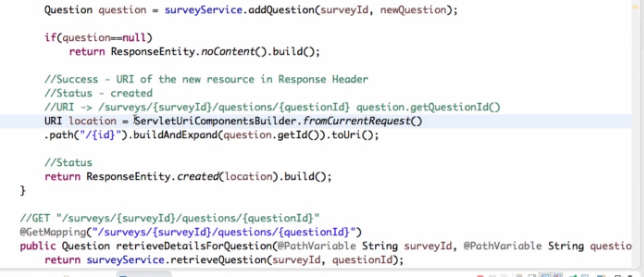 Question question = surveyService.addQuestion(surveyId, newQuestion);
if(question==null)
return ResponseEntity.noContent().build();
//Success - URI of the new resource in Response Header
//Status - created
//URI -> /surveys/{surveyId}/questions/{questionId} question.getQuestionId()
URI location = ServletUriComponentsBuilder.fromCurrentRequest()
.path("/{id}").buildAndExpand(question.getId()).toUri();
//Status
return ResponseEntity.created(location).build();
}
//GET "/surveys/{surveyId}/questions/{questionId}"
@GetMapping("/surveys/{surveyId}/questions/{questionId}")
public Question retrieveDetailsForQuestion(@PathVariable String surveyId, @PathVariable String questio
return surveyService.retrieveQuestion(surveyId, questionId);